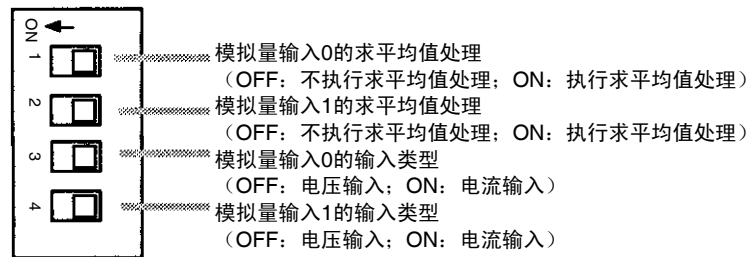 ON
1 模拟量输入0的求平均值处理
（OFF：不执行求平均值处理；ON：执行求平均值处理）
2 模拟量输入1的求平均值处理
（OFF：不执行求平均值处理；ON：执行求平均值处理）
3 模拟量输入0的输入类型
（OFF：电压输入；ON：电流输入）
4 模拟量输入1的输入类型
（OFF：电压输入；ON：电流输入）